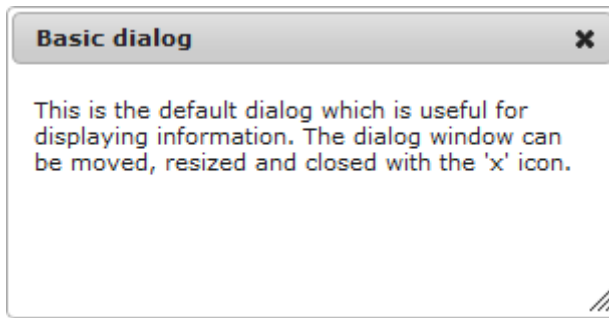 Basic dialog
This is the default dialog which is useful for
displaying information. The dialog window can
be moved, resized and closed with the 'x' icon.